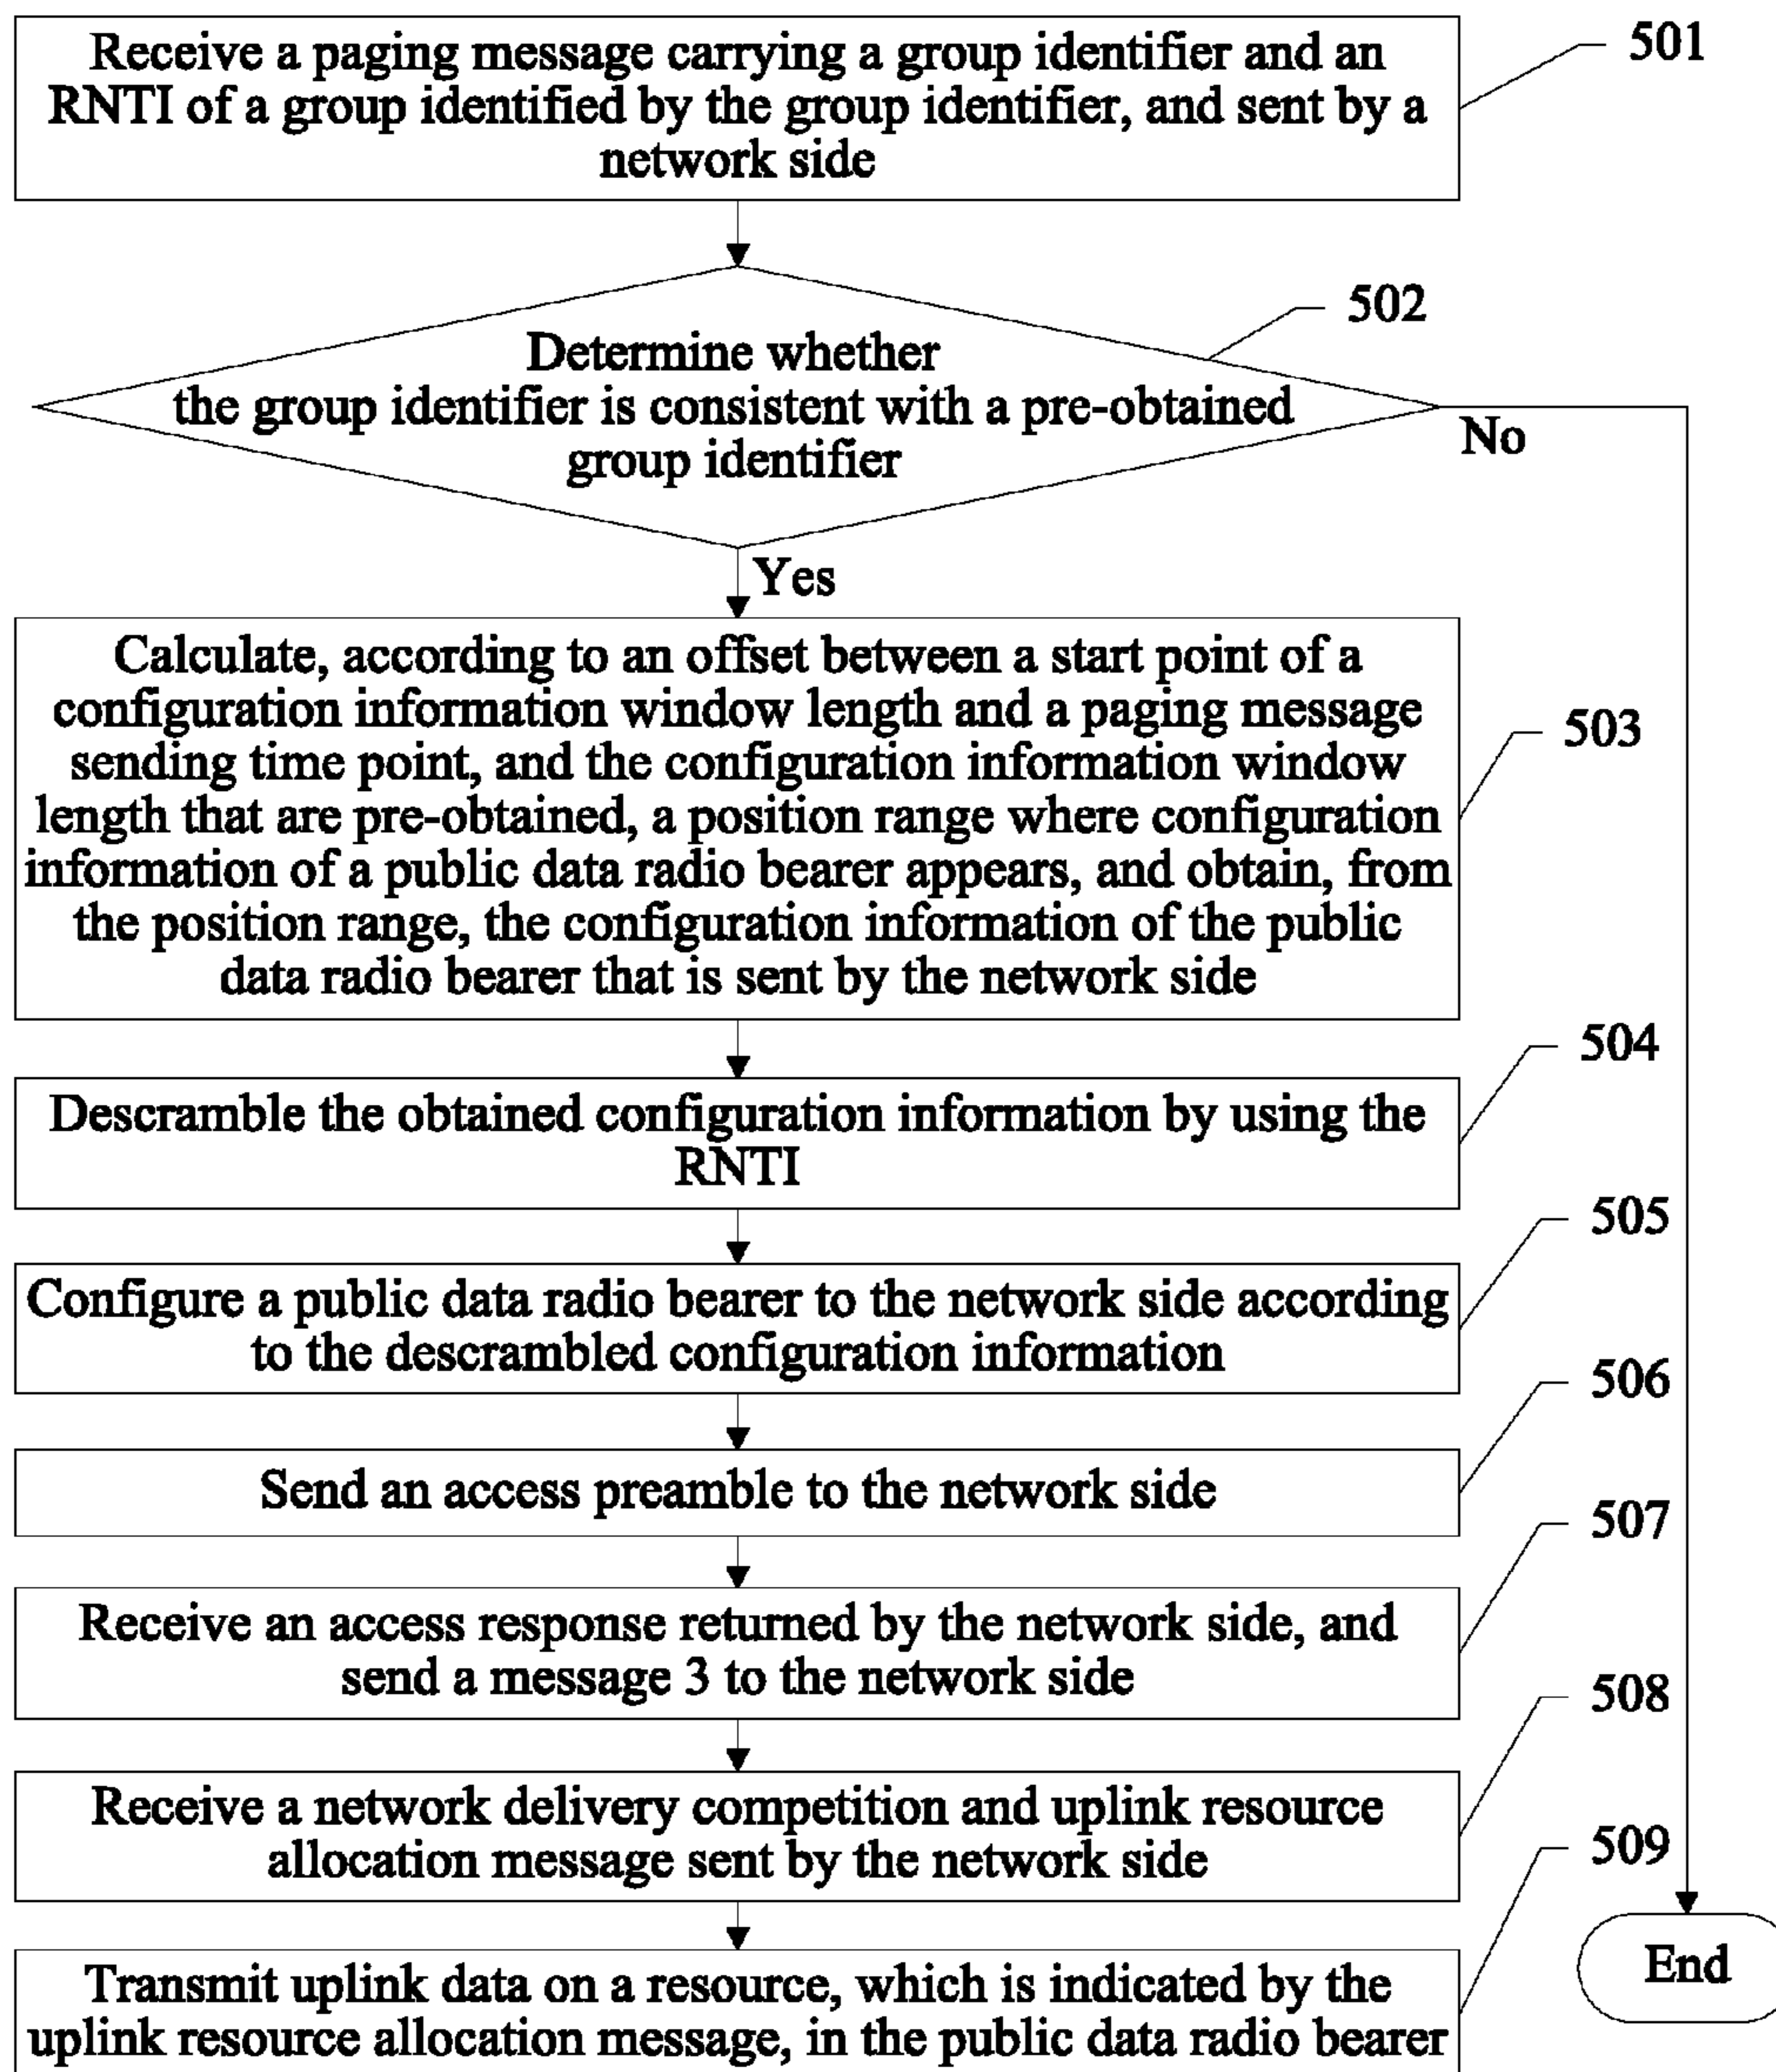 Receive a paging message carrying a group identifier and an
RNTI of a group identified by the group identifier, and sent by a
network side
501
502
Determine whether
the group identifier is consistent with a pre-obtained
group identifier
No
Yes
Calculate, according to an offset between a start point of a
configuration information window length and a paging message
sending time point, and the configuration information window
length that are pre-obtained, a position range where configuration
information of a public data radio bearer appears, and obtain, from
the position range, the configuration information of the public
data radio bearer that is sent by the network side
503
504
Descramble the obtained configuration information by using the
RNTI
505
Configure a public data radio bearer to the network side according
to the descrambled configuration information
506
Send an access preamble to the network side
507
Receive an access response returned by the network side, and
send a message 3 to the network side
508
Receive a network delivery competition and uplink resource
allocation message sent by the network side
509
Transmit uplink data on a resource, which is indicated by the
uplink resource allocation message, in the public data radio bearer
End